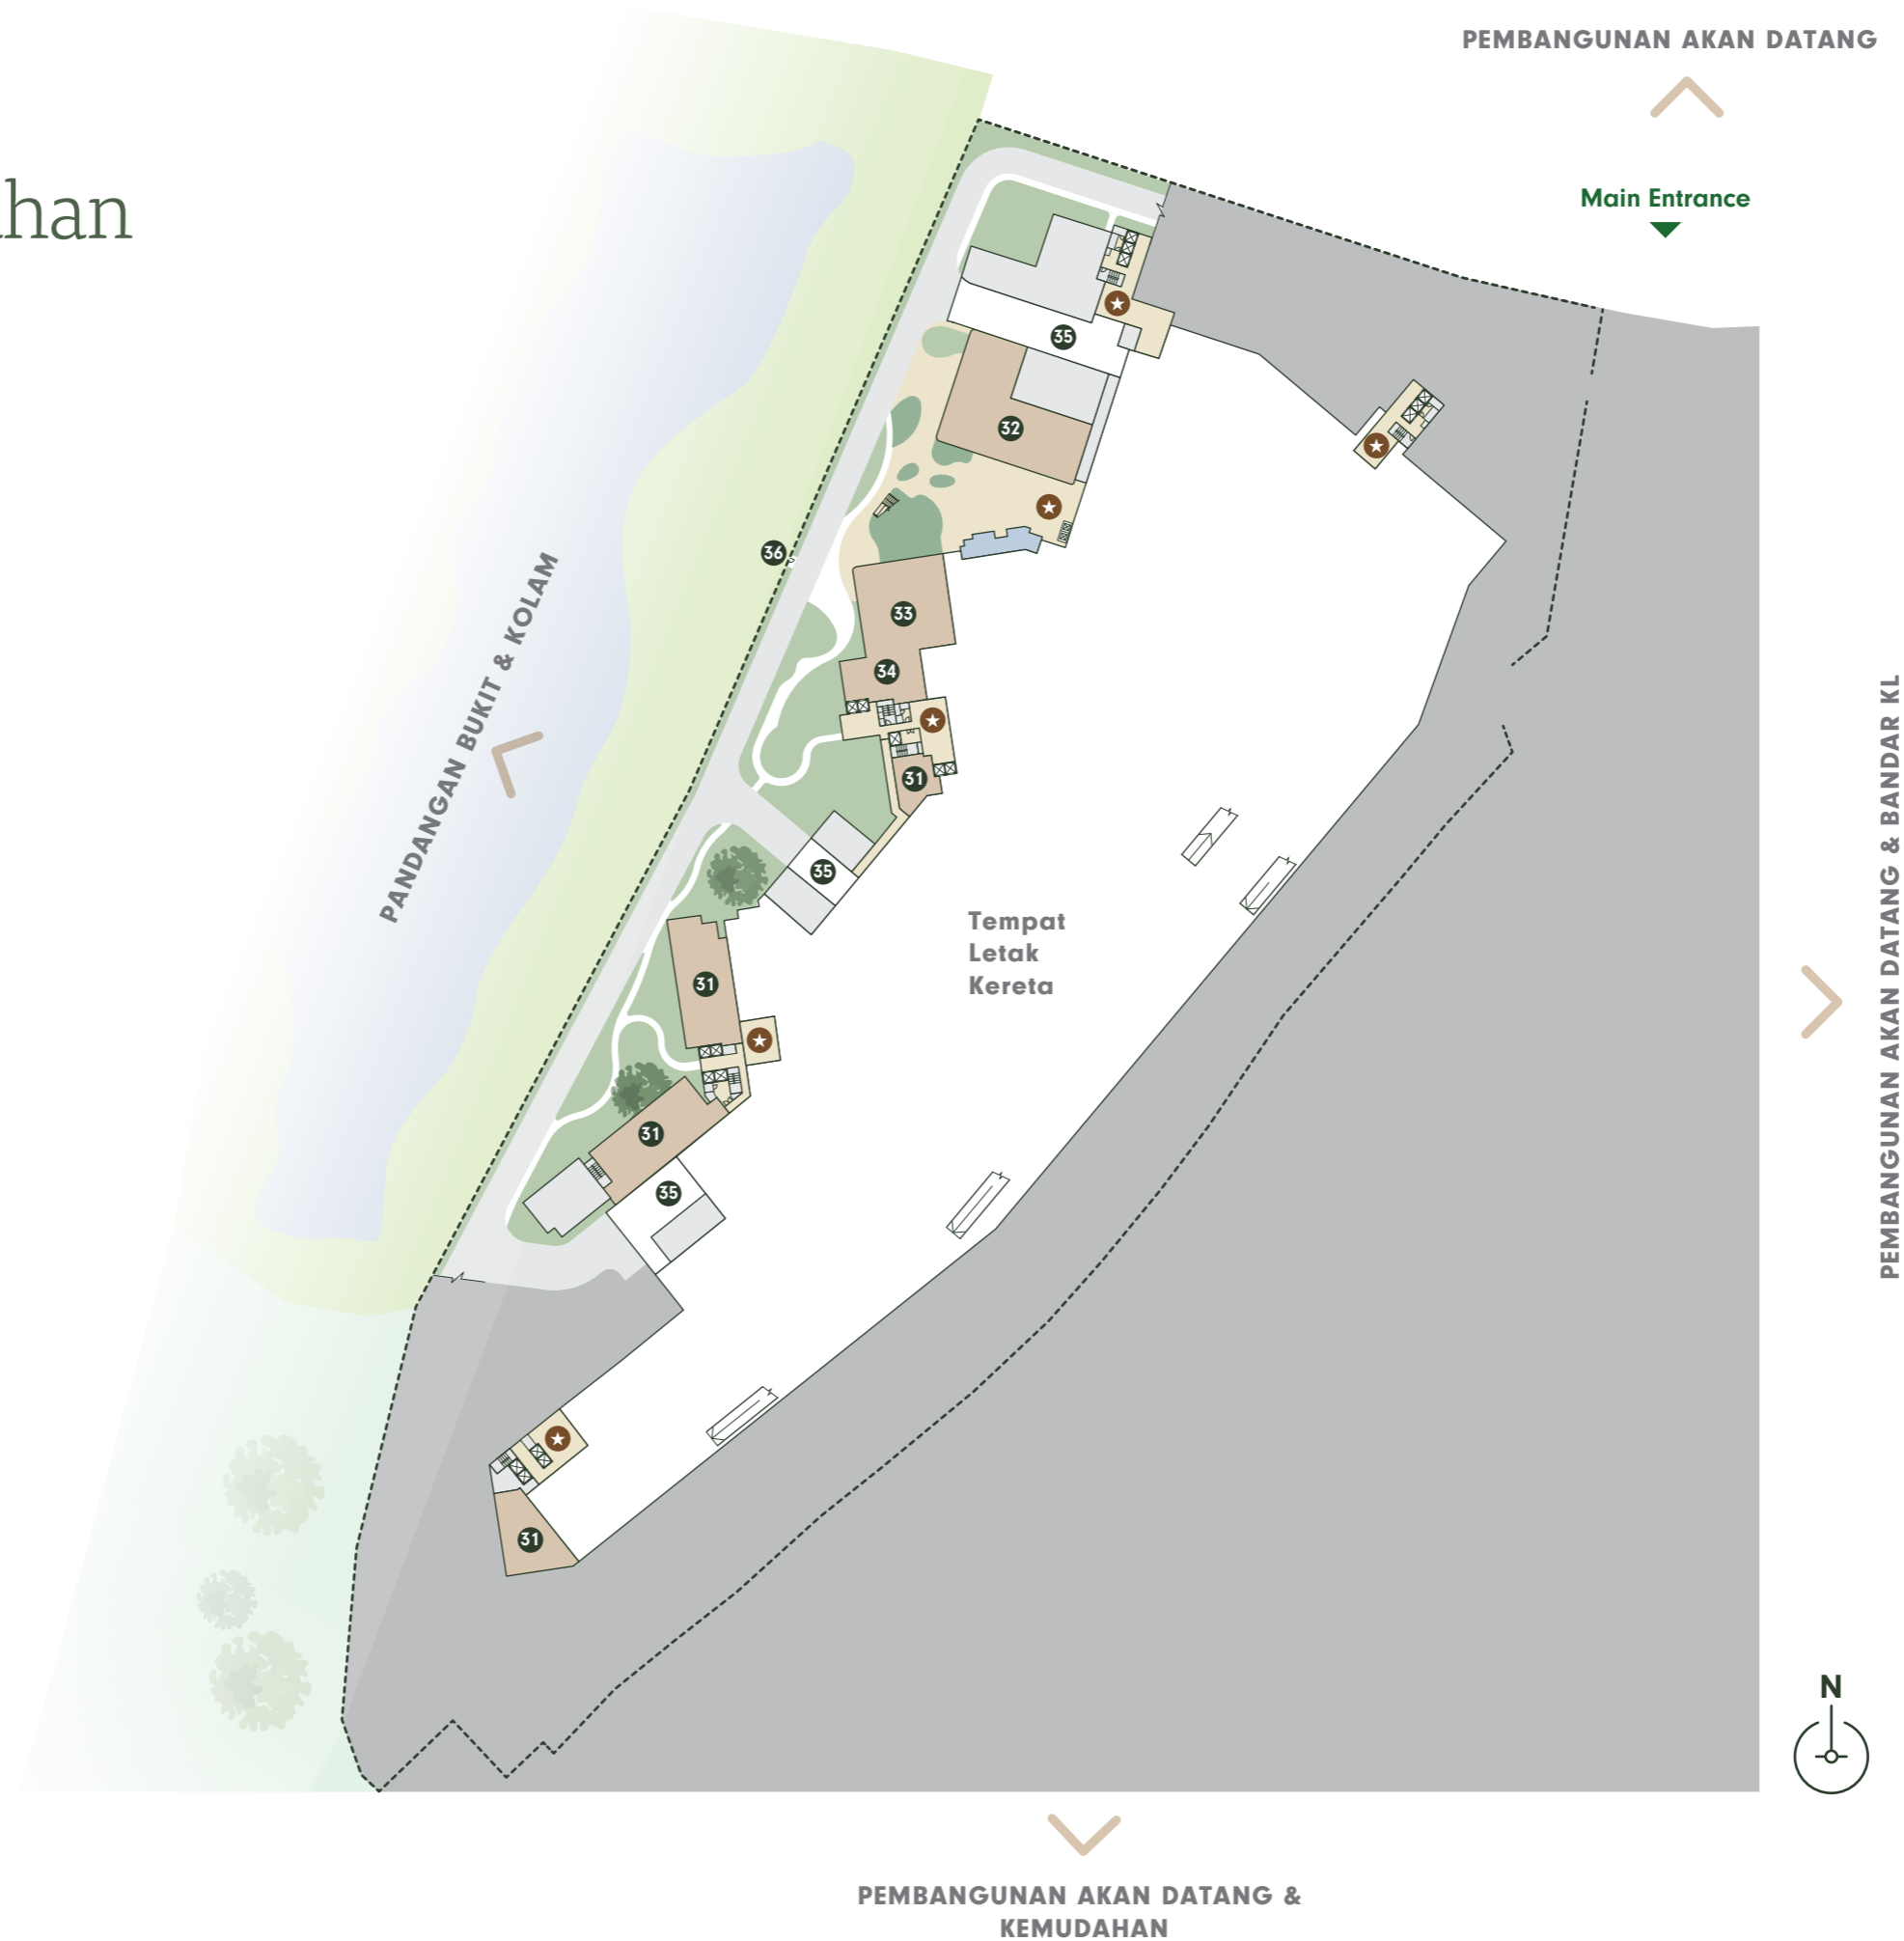 PEMBANGUNAN AKAN DATANG
Main Entrance
35
32
36
33
34
31
35
PANDANGAN BUKIT & KOLAM
Tempat
Letak
Kereta
31
31
35
31
PEMBANGUNAN AKAN DATANG & BANDAR KL
N
PEMBANGUNAN AKAN DATANG &
KEMUDAHAN